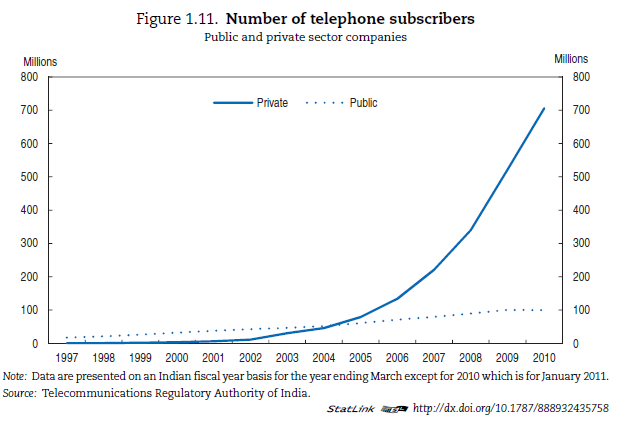 Figure 1.11. Number of telephone subscribers
Public and private sector companies
Millions Millions
Private Public
800 800
700 700
600 600
500 500
400 400
300 300
200 200
100 100
0 0
1997 1998 1999 2000 2001 2002 2003 2004 2005 2006 2007 2008 2009 2010
Note: Data are presented on an Indian fiscal year basis for the year ending March except for 2010 which is for January 2011.
Source: Telecommunications Regulatory Authority of India.
StatLink http://dx.doi.org/10.1787/888932435758